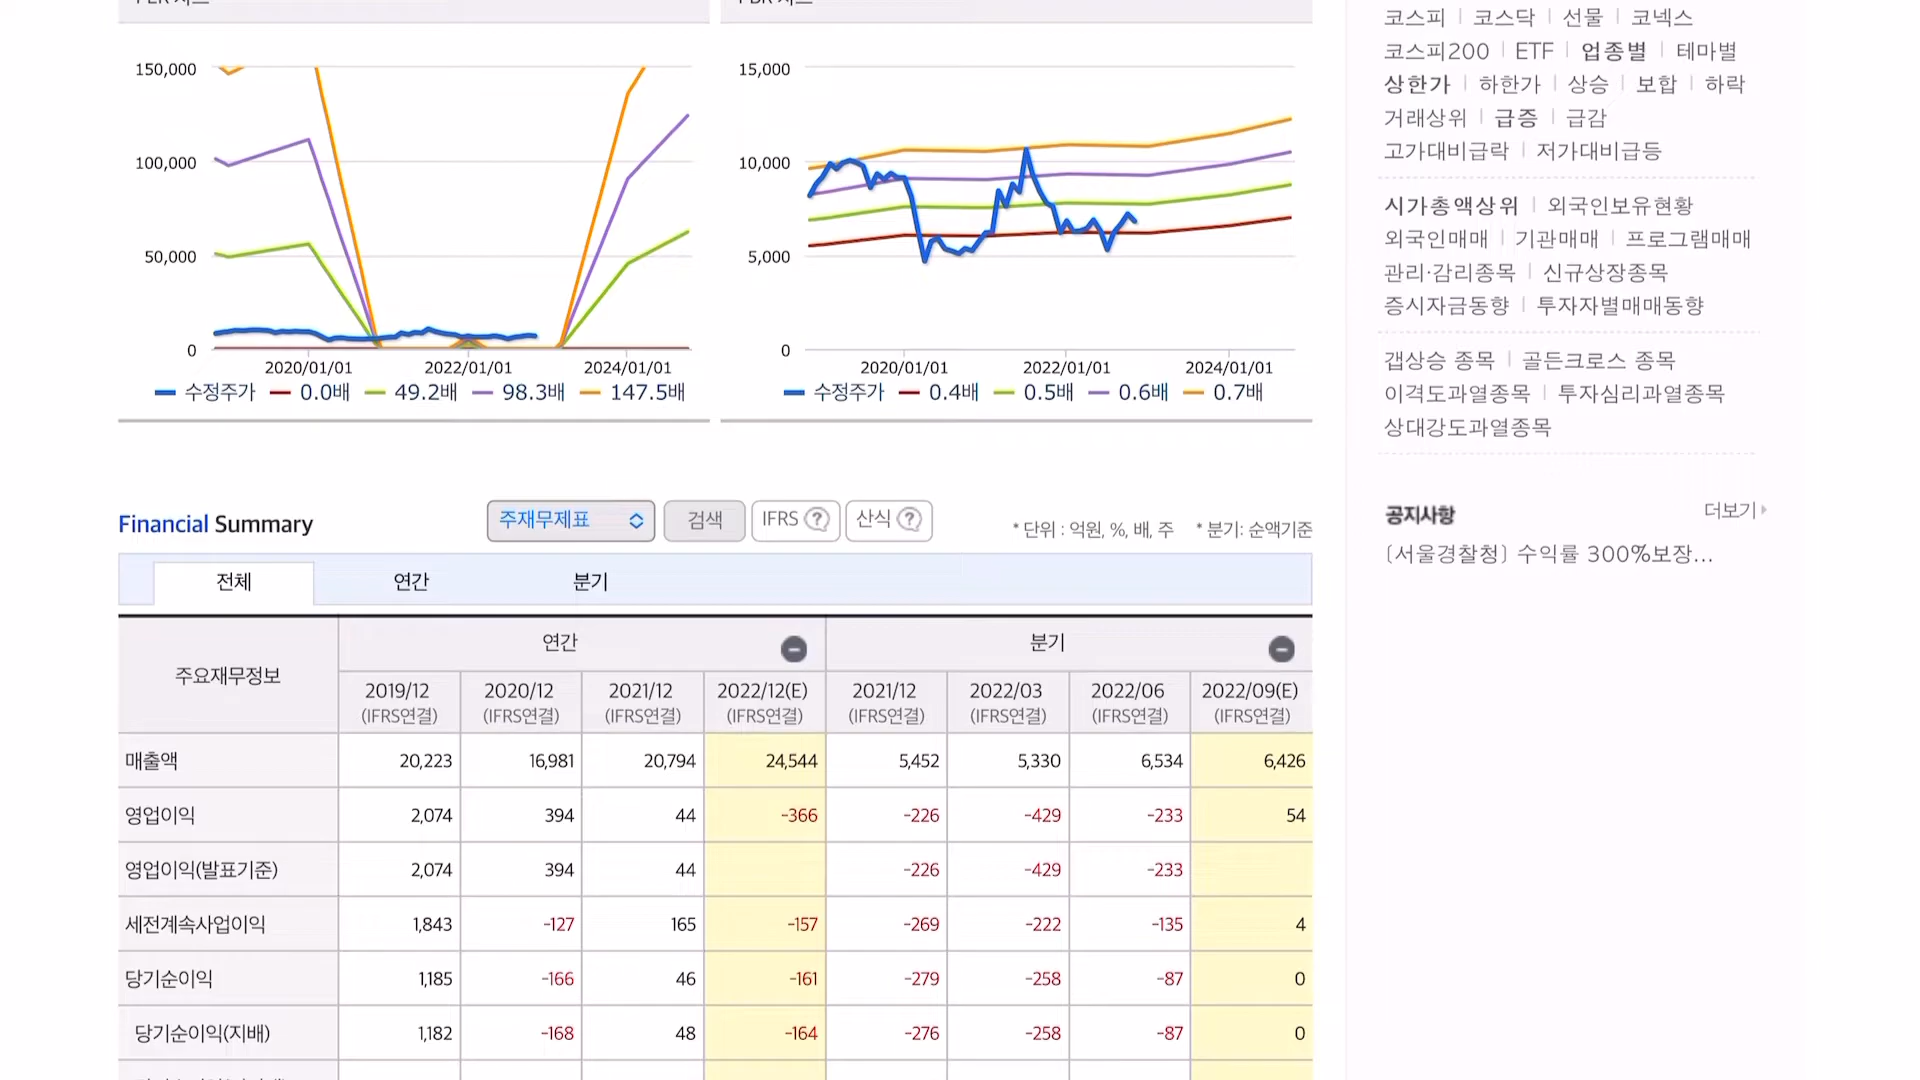 150,000
100,000
50,000
0
2020/01/01 2022/01/01 2024/01/01
수정주가 0.0배 49.2배 98.3배 147.5배
15,000
10,000
5,000
0
2020/01/01 2022/01/01 2024/01/01
수정주가 0.4배 0.5배 0.6배 0.7배
Financial Summary
주재무제표 검색 IFRS ? 산식 ?
* 단위 : 억원, %, 배, 주 * 분기: 순액기준
전체 연간 분기
주요재무정보 연간 분기
2019/12 2020/12 2021/12 2022/12(E) 2021/12 2022/03 2022/06 2022/09(E)
(IFRS연결) (IFRS연결) (IFRS연결) (IFRS연결) (IFRS연결) (IFRS연결) (IFRS연결) (IFRS연결)
매출액 20,223 16,981 20,794 24,544 5,452 5,330 6,534 6,426
영업이익 2,074 394 44 -366 -226 -429 -233 54
영업이익(발표기준) 2,074 394 44 -226 -429 -233
세전계속사업이익 1,843 -127 165 -157 -269 -222 -135 4
당기순이익 1,185 -166 46 -161 -279 -258 -87 0
당기순이익(지배) 1,182 -168 48 -164 -276 -258 -87 0
코스피 코스닥 선물 코넥스
코스피200 ETF 업종별 테마별
상한가 하한가 상승 보합 하락
거래상위 급증 급감
고가대비급락 저가대비급등
시가총액상위 외국인보유현황
외국인매매 기관매매 프로그램매매
관리·감리종목 신규상장종목
증시자금동향 투자자별매매동향
갭상승 종목 골든크로스 종목
이격도과열종목 투자심리과열종목
상대강도과열종목
공지사항 더보기
[서울경찰청] 수익률 300%보장...